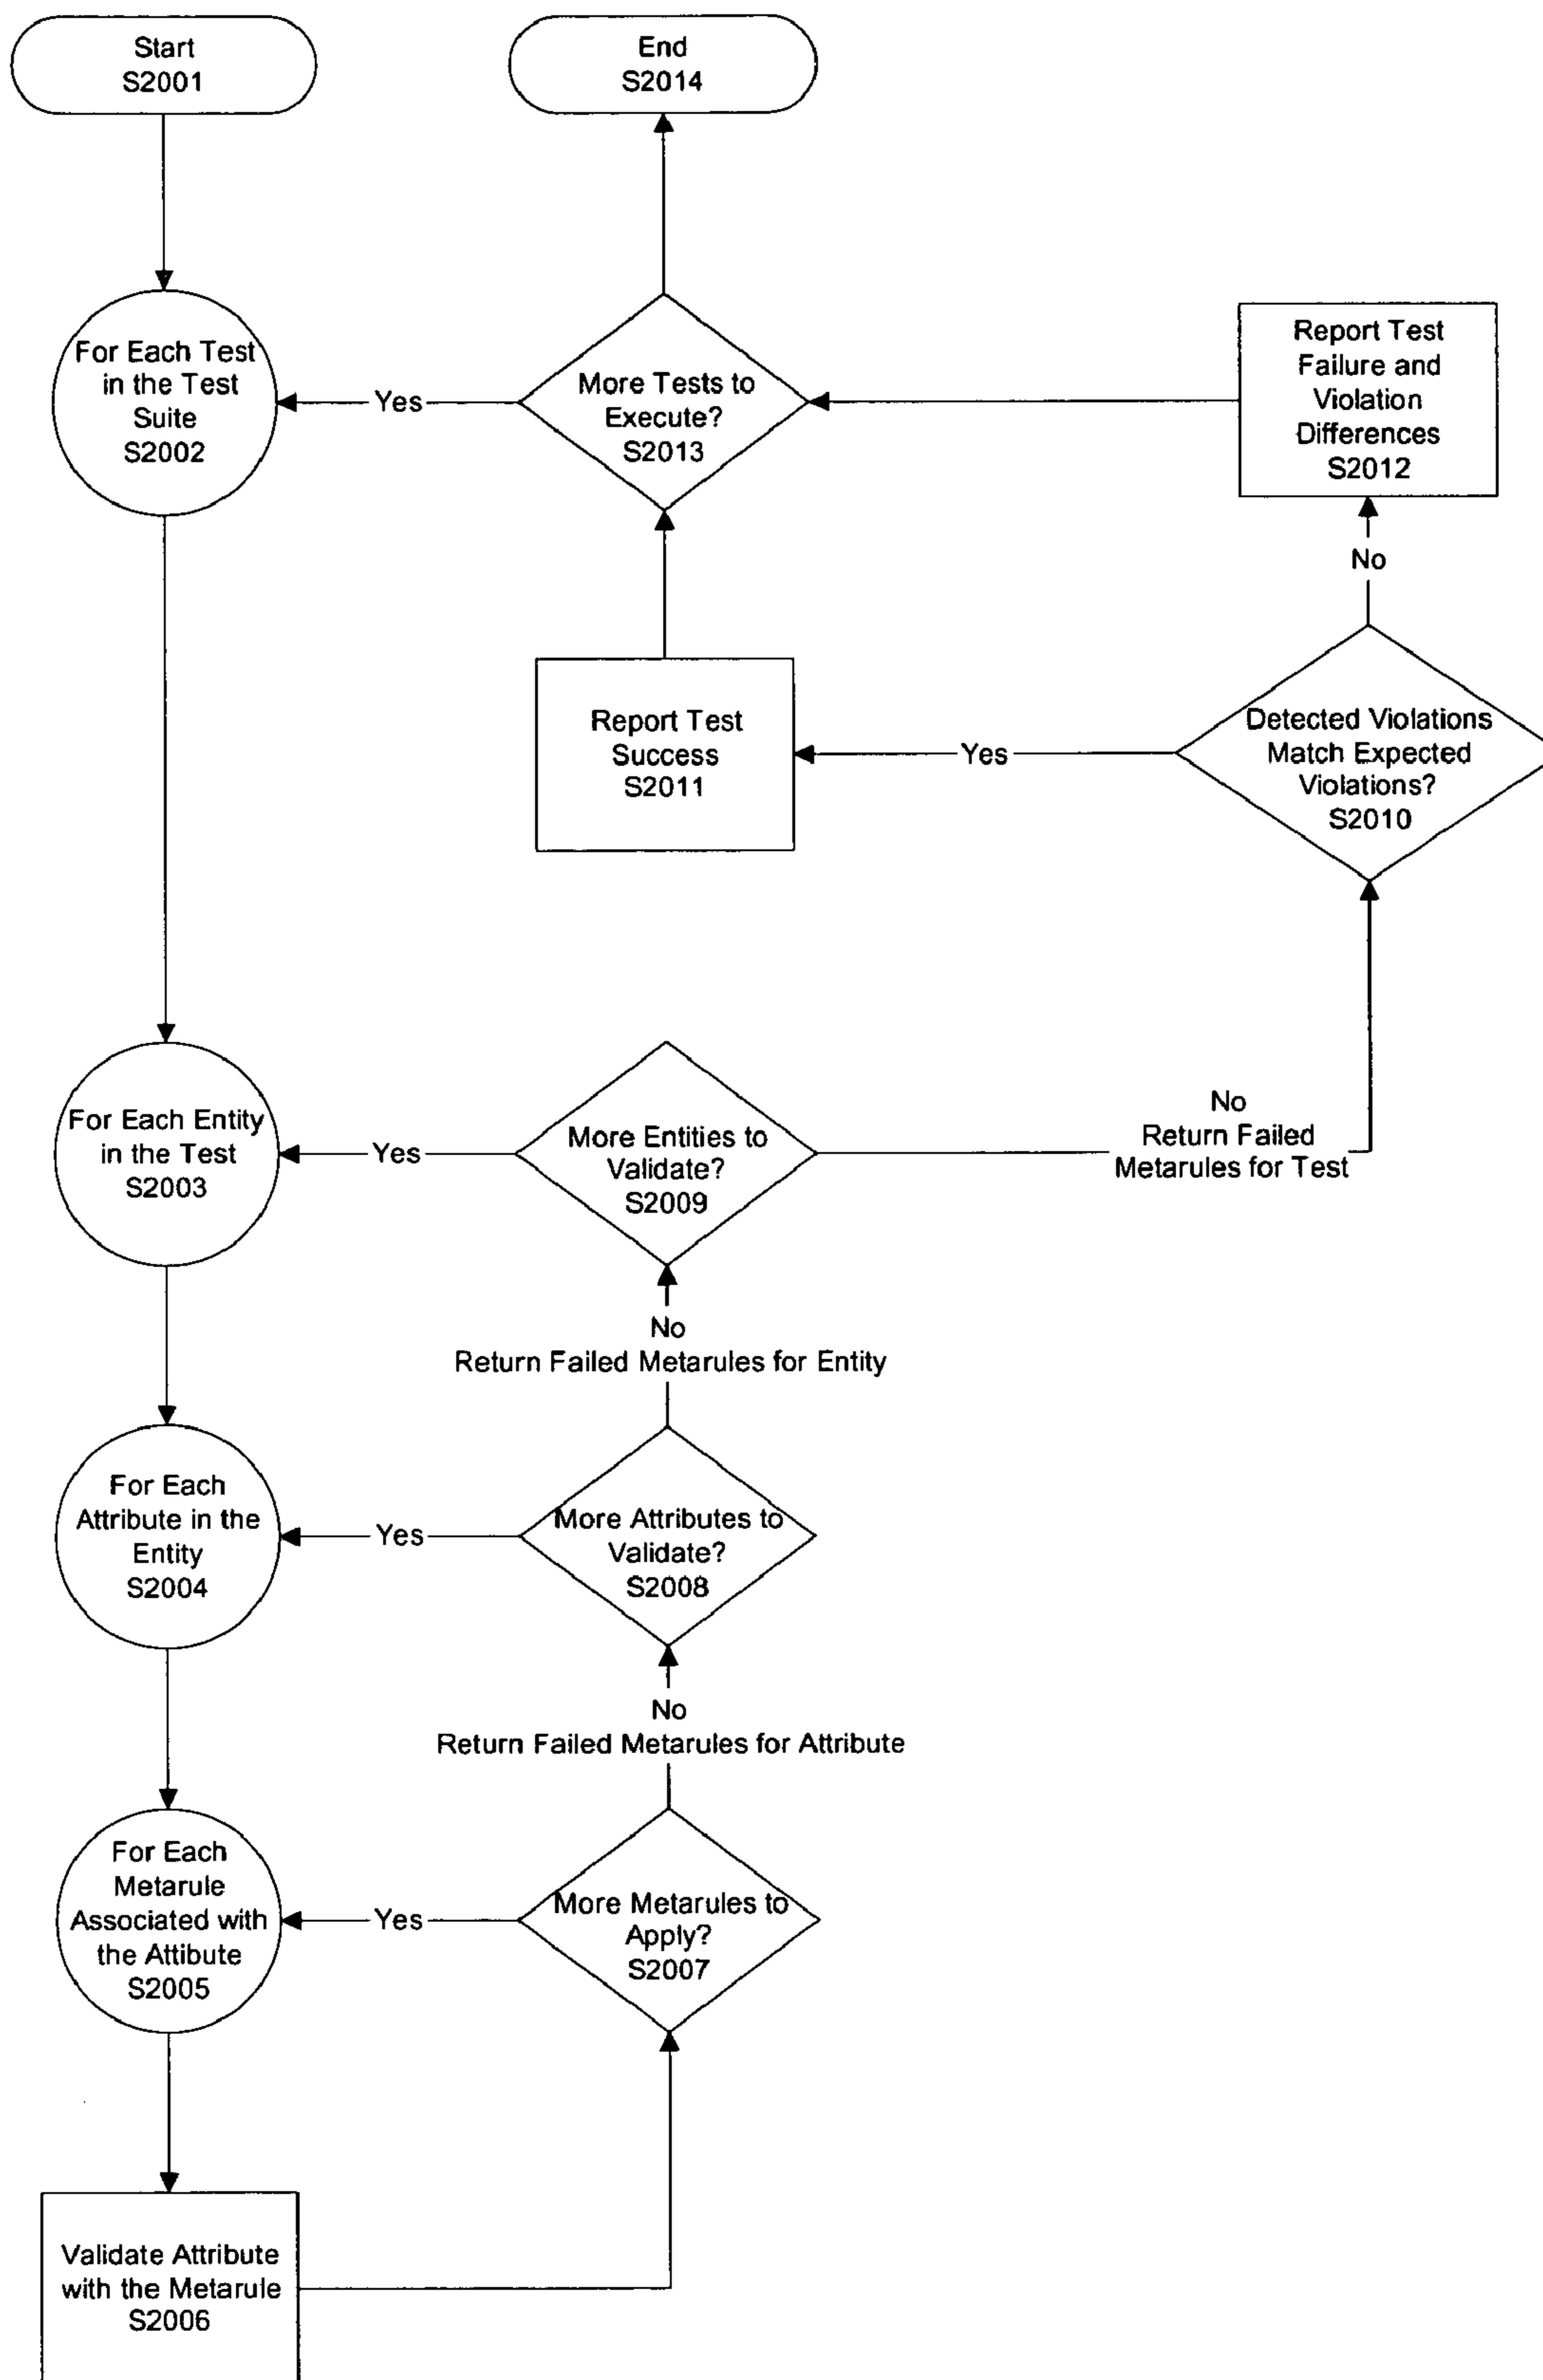 Start
S2001
End
S2014
For Each Test
in the Test
Suite
S2002
Yes
More Tests to
Execute?
S2013
Report Test
Failure and
Violation
Differences
S2012
No
Report Test
Success
S2011
Yes
Detected Violations
Match Expected
Violations?
S2010
For Each Entity
in the Test
S2003
Yes
More Entities to
Validate?
S2009
No
Return Failed
Metarules for Test
No
Return Failed Metarules for Entity
For Each
Attribute in the
Entity
S2004
Yes
More Attributes to
Validate?
S2008
No
Return Failed Metarules for Attribute
For Each
Metarule
Associated with
the Attibute
S2005
Yes
More Metarules to
Apply?
S2007
Validate Attribute
with the Metarule
S2006